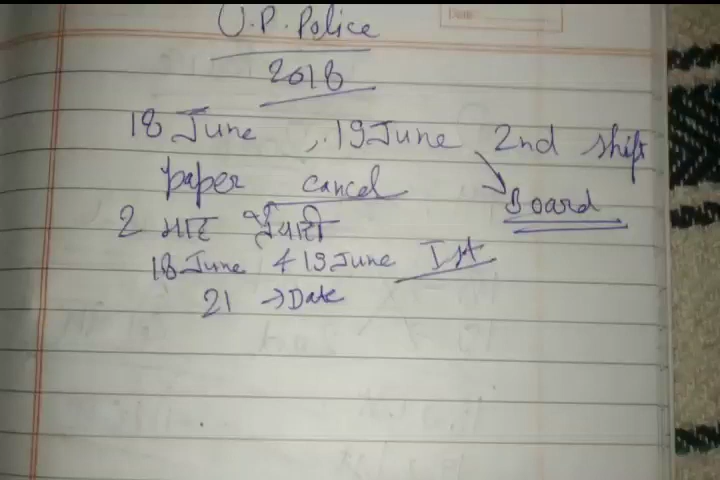 U.P. Police
2018
18 June , 19 June 2nd shift
paper cancel
Board
2 माह तैयारी
18 June & 19 June Ist
21 → Date